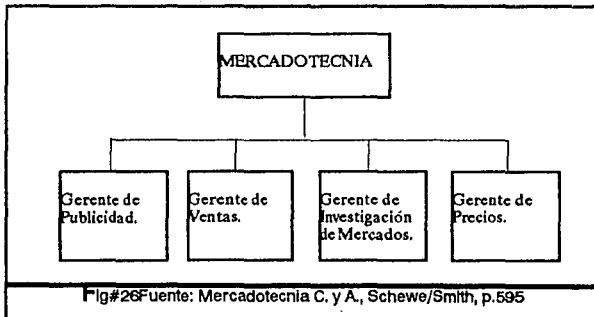 MERCADOTECNIA
Gerente de
Publicidad.
Gerente de
Ventas.
Gerente de
Investigación
de Mercados.
Gerente de
Precios.
Fig#26Fuente: Mercadotecnia C. y A., Schewe/Smith, p.595